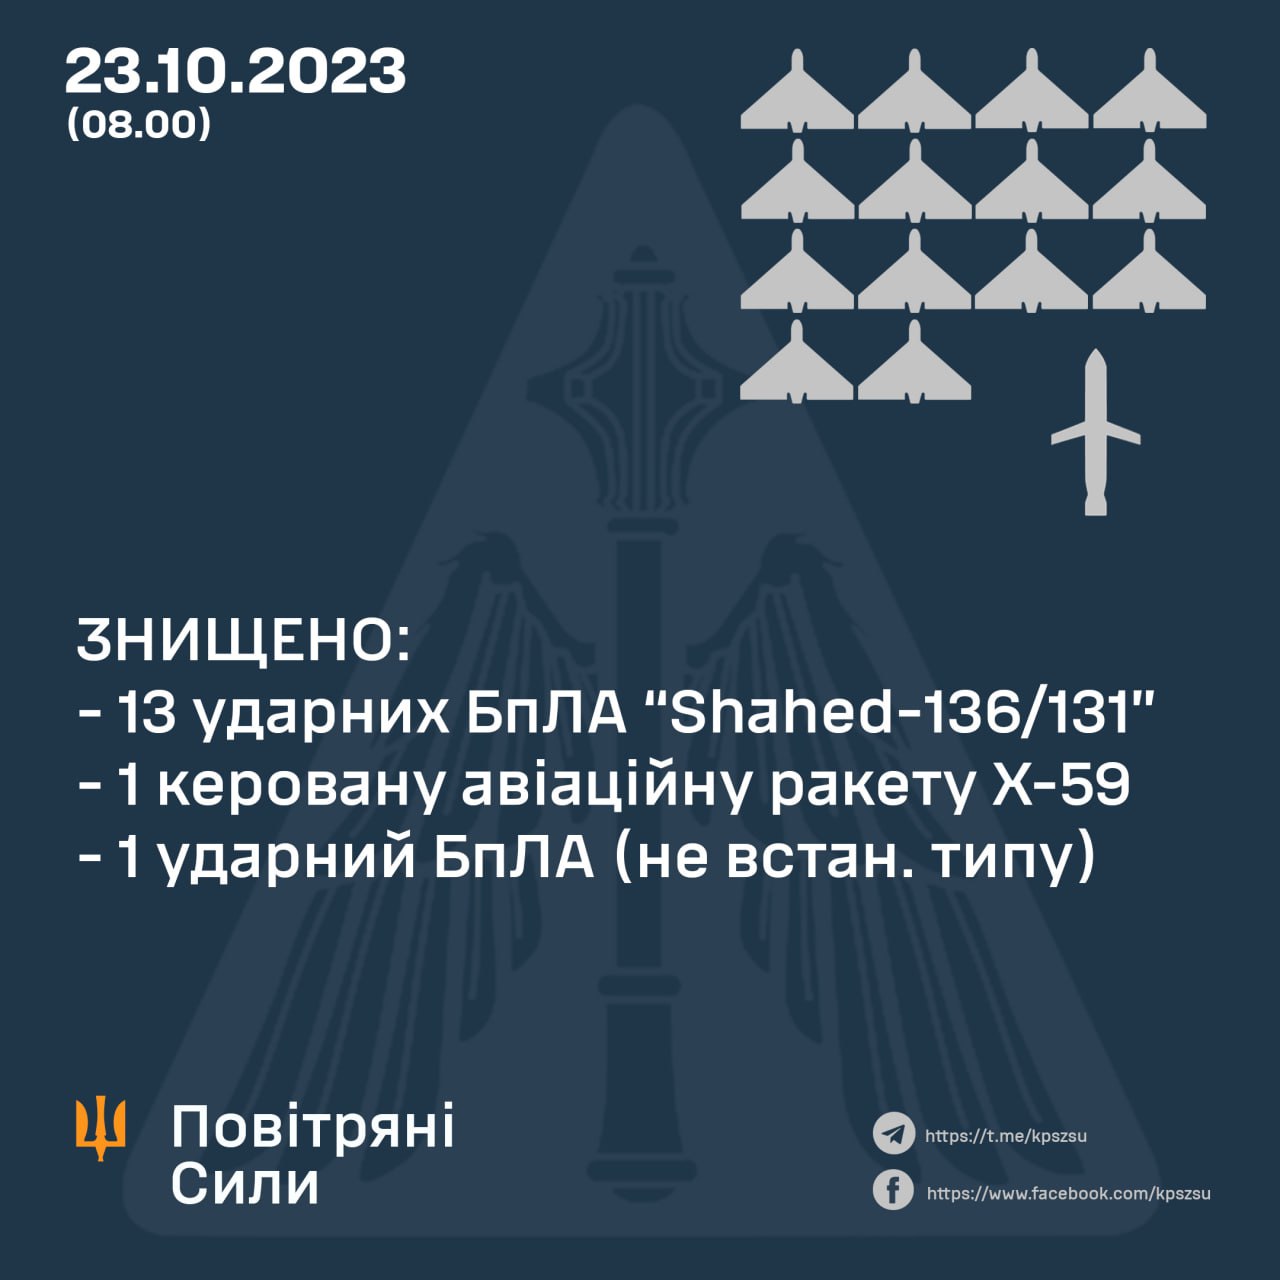 23.10.2023
(08.00)
ЗНИЩЕНО:
- 13 ударних БпЛА “Shahed-136/131”
- 1 керовану авіаційну ракету Х-59
- 1 ударний БпЛА (не встан. типу)
Повітряні
Сили
https://t.me/kpszsu
https://www.facebook.com/kpszsu